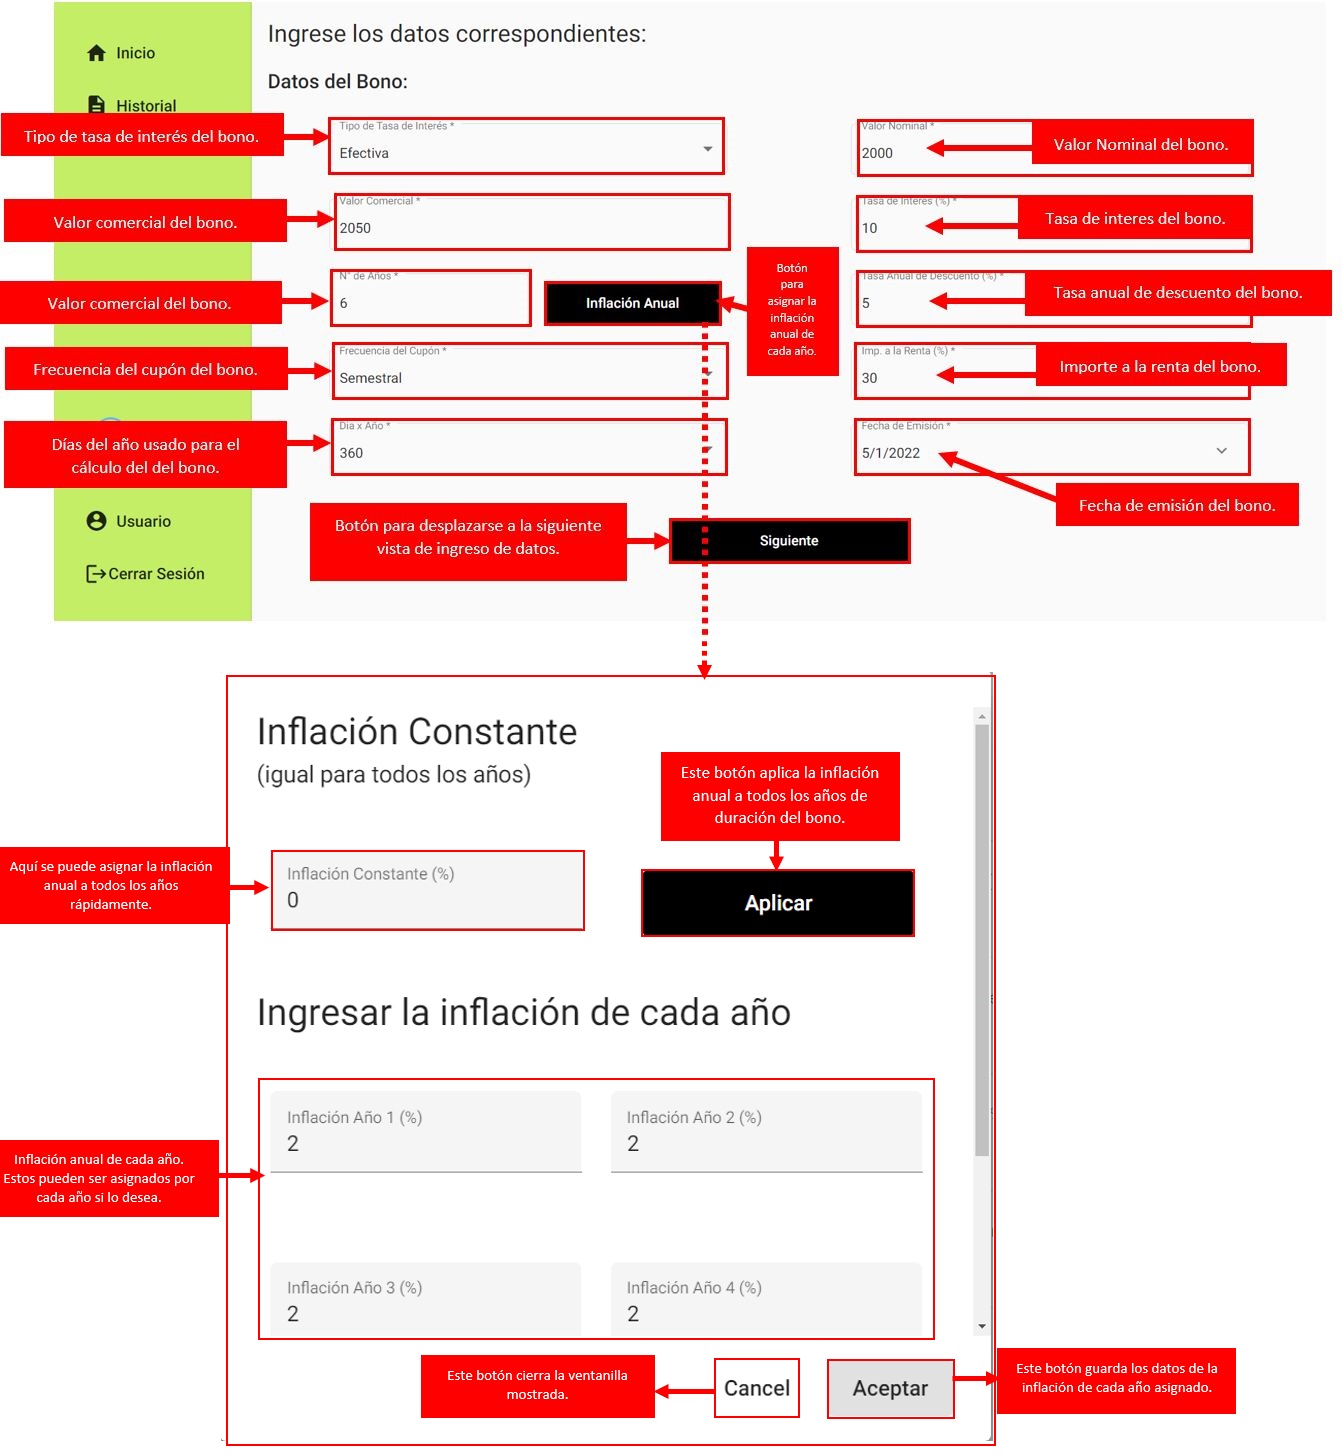 Inicio
Historial
Usuario
Cerrar Sesión
Ingrese los datos correspondientes:
Datos del Bono:
Tipo de tasa de interés del bono.
Tipo de Tasa de Interés *
Efectiva
Valor Nominal *
2000
Valor Nominal del bono.
Valor comercial del bono.
Valor Comercial *
2050
Tasa de Interés (%) *
10
Tasa de interes del bono.
Valor comercial del bono.
N° de Años *
6
Inflación Anual
Botón
para
asignar la
inflación
anual de
cada año.
Tasa Anual de Descuento (%) *
5
Tasa anual de descuento del bono.
Frecuencia del cupón del bono.
Frecuencia del Cupón *
Semestral
Imp. a la Renta (%) *
30
Importe a la renta del bono.
Días del año usado para el
cálculo del del bono.
Día x Año *
360
Fecha de Emisión *
5/1/2022
Fecha de emisión del bono.
Botón para desplazarse a la siguiente
vista de ingreso de datos.
Siguiente
Inflación Constante
(igual para todos los años)
Este botón aplica la inflación
anual a todos los años de
duración del bono.
Aquí se puede asignar la inflación
anual a todos los años
rápidamente.
Inflación Constante (%)
0
Aplicar
Ingresar la inflación de cada año
Inflación anual de cada año.
Estos pueden ser asignados por
cada año si lo desea.
Inflación Año 1 (%)
2
Inflación Año 2 (%)
2
Inflación Año 3 (%)
2
Inflación Año 4 (%)
2
Este botón cierra la ventanilla
mostrada.
Cancel
Aceptar
Este botón guarda los datos de la
inflación de cada año asignado.